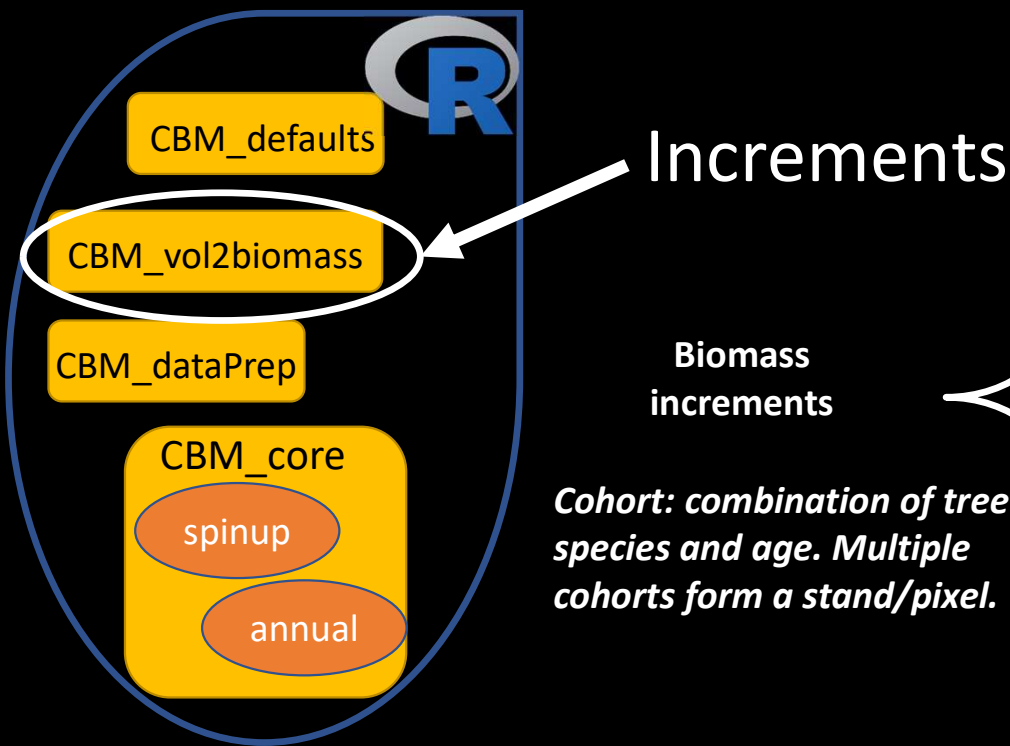 R
CBM_defaults
Increments
CBM_vol2biomass
CBM_dataPrep
Biomass
increments
CBM_core
spinup
annual
Cohort: combination of tree
species and age. Multiple
cohorts form a stand/pixel.